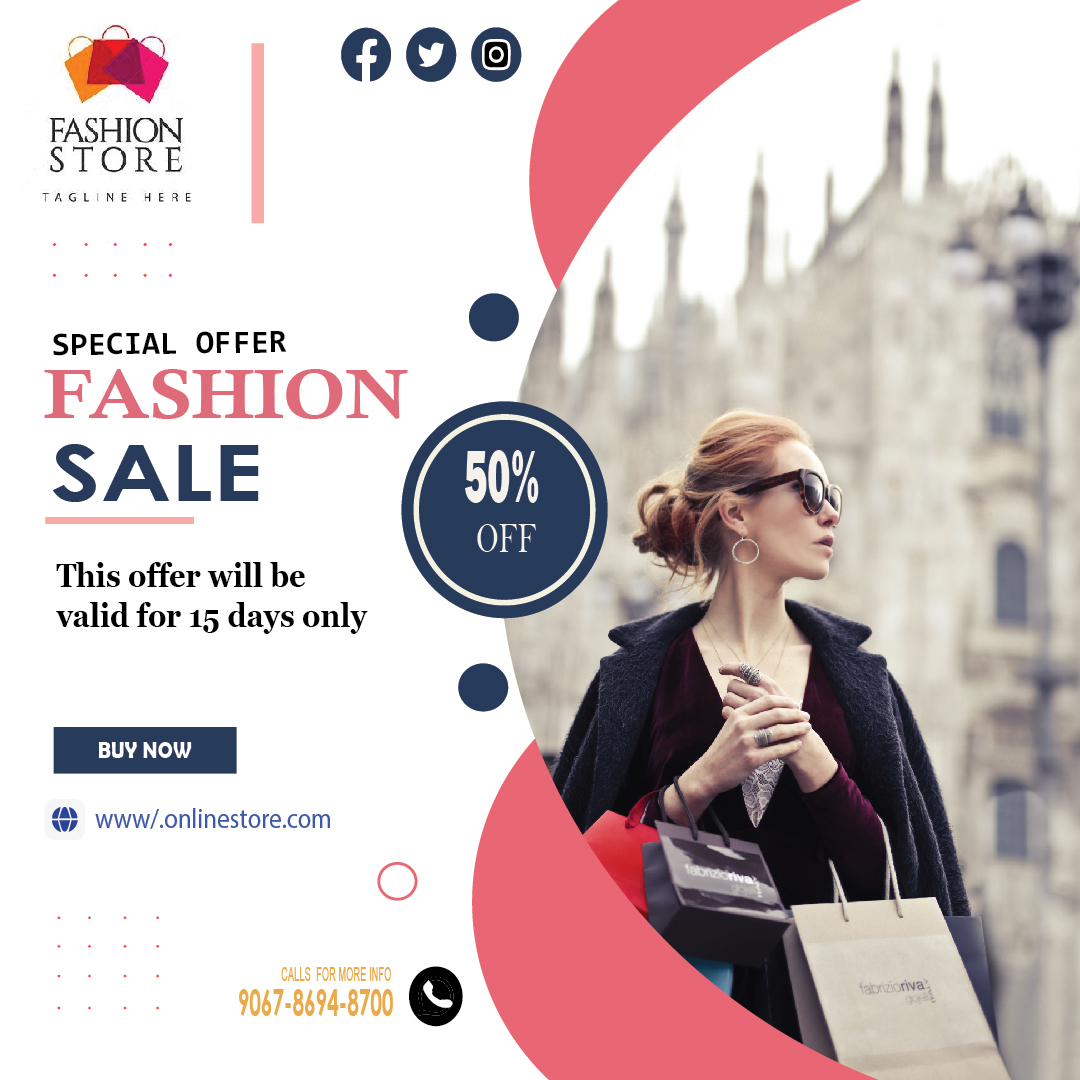 FASHION
STORE
TAGLINE HERE
SPECIAL OFFER
FASHION
SALE
50%
OFF
This offer will be
valid for 15 days only
BUY NOW
www/.onlinestore.com
CALLS FOR MORE INFO
9067-8694-8700
fabrizioriva
fabrizioriva